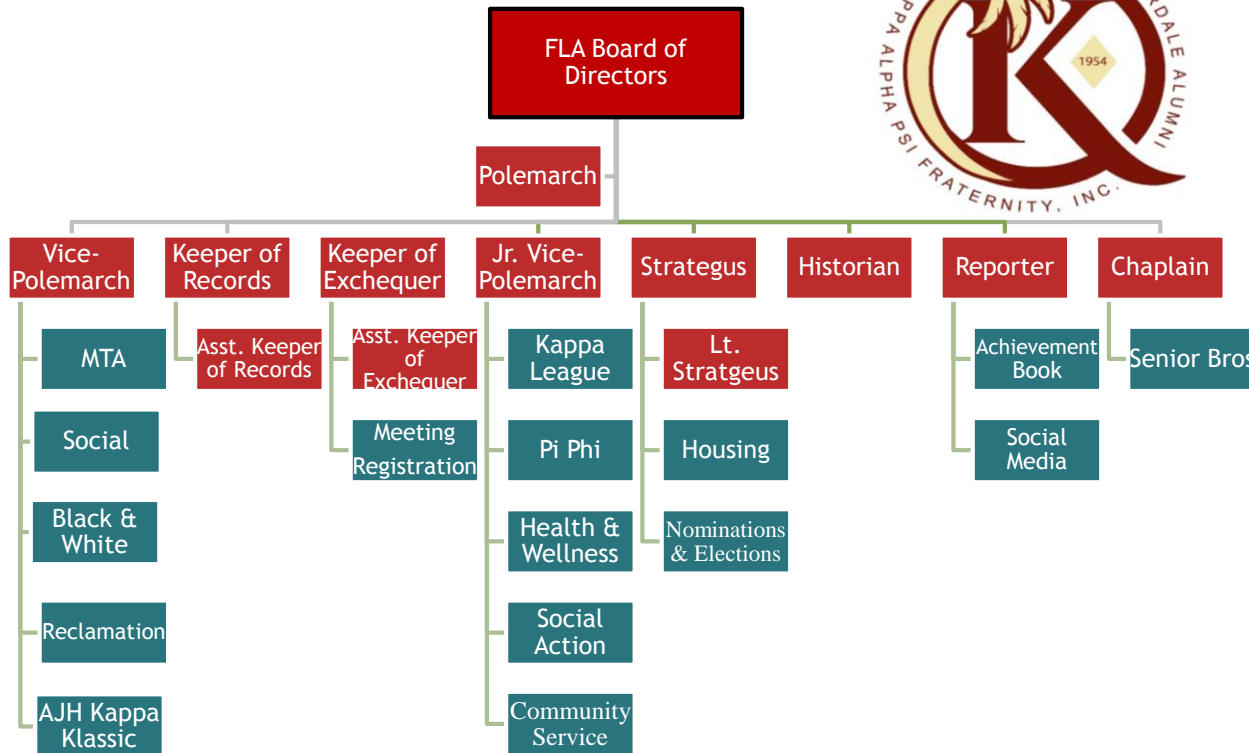 FLA Board of
Directors
PPA ALPHA PSI FRATERNITY, INC.
RDALE ALUMNI
K
1954
Polemarch
Vice-
Polemarch
Keeper of
Records
Keeper of
Exchequer
Jr. Vice-
Polemarch
Strategus
Historian
Reporter
Chaplain
MTA
Social
Black &
White
Reclamation
AJH Kappa
Klassic
Asst. Keeper
of Records
Asst. Keeper
of
Exchequer
Meeting
Registration
Kappa
League
Pi Phi
Health &
Wellness
Social
Action
Community
Service
Lt.
Stratgeus
Housing
Nominations
& Elections
Achievement
Book
Social
Media
Senior Bros